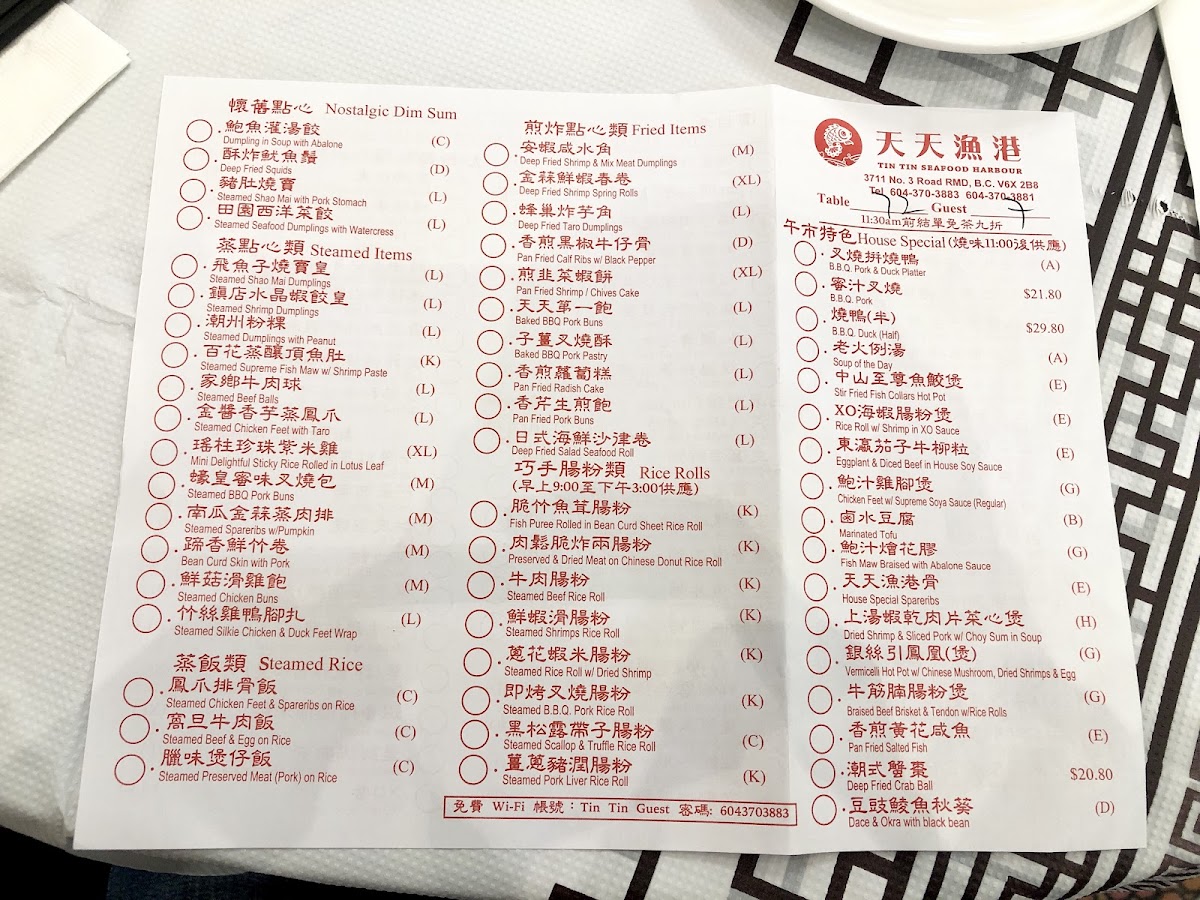 懷舊點心 Nostalgic Dim Sum
鮑魚灌湯餃
Dumpling in Soup with Abalone (C)
酥炸魷魚鬚
Deep Fried Squids (D)
豬肚燒賣
Steamed Shao Mai with Pork Stomach (L)
田園西洋菜餃
Steamed Seafood Dumplings with Watercress (L)
蒸點心類 Steamed Items
飛魚子燒賣皇
Steamed Shao Mai Dumplings (L)
鎮店水晶蝦餃皇
Steamed Shrimp Dumplings (L)
潮州粉粿
Steamed Dumplings with Peanut (L)
百花蒸釀頂魚肚
Steamed Supreme Fish Maw w/ Shrimp Paste (K)
家鄉牛肉球
Steamed Beef Balls (L)
金醬香芋蒸鳳爪
Steamed Chicken Feet with Taro (L)
瑤柱珍珠紫米雞
Mini Delightful Sticky Rice Rolled in Lotus Leaf (XL)
蠔皇蜜味叉燒包
Steamed BBQ Pork Buns (M)
南瓜金蒜蒸肉排
Steamed Spareribs w/Pumpkin (M)
蹄香鮮竹卷
Bean Curd Skin with Pork (M)
鮮菇滑雞飽
Steamed Chicken Buns (M)
竹絲雞鴨腳扎
Steamed Silkie Chicken & Duck Feet Wrap (L)
蒸飯類 Steamed Rice
鳳爪排骨飯
Steamed Chicken Feet & Spareribs on Rice (C)
窩旦牛肉飯
Steamed Beef & Egg on Rice (C)
臘味煲仔飯
Steamed Preserved Meat (Pork) on Rice (C)
煎炸點心類 Fried Items
安蝦咸水角
Deep Fried Shrimp & Mix Meat Dumplings (M)
金蒜鮮蝦春卷
Deep Fried Shrimp Spring Rolls (XL)
蜂巢炸芋角
Deep Fried Taro Dumplings (L)
香煎黑椒牛仔骨
Pan Fried Calf Ribs w/ Black Pepper (D)
煎韭菜蝦餅
Pan Fried Shrimp / Chives Cake (XL)
天天第一飽
Baked BBQ Pork Buns (L)
子薑叉燒酥
Baked BBQ Pork Pastry (L)
香煎蘿蔔糕
Pan Fried Radish Cake (L)
香芹生煎飽
Pan Fried Pork Buns (L)
日式海鮮沙律卷
Deep Fried Salad Seafood Roll (L)
巧手腸粉類 Rice Rolls
(早上9:00至下午3:00供應)
脆竹魚茸腸粉
Fish Puree Rolled in Bean Curd Sheet Rice Roll (K)
肉鬆脆炸兩腸粉
Preserved & Dried Meat on Chinese Donut Rice Roll (K)
牛肉腸粉
Steamed Beef Rice Roll (K)
鮮蝦滑腸粉
Steamed Shrimps Rice Roll (K)
蔥花蝦米腸粉
Steamed Rice Roll w/ Dried Shrimp (K)
即烤叉燒腸粉
Steamed B.B.Q. Pork Rice Roll (K)
黑松露帶子腸粉
Steamed Scallop & Truffle Rice Roll (C)
薑蔥豬潤腸粉
Steamed Pork Liver Rice Roll (K)
免費 Wi-Fi 帳號:Tin Tin Guest 密碼: 6043703883
天天漁港
TIN TIN SEAFOOD HARBOUR
3711 No. 3 Road RMD, B.C. V6X 2B8
Tel. 604-370-3883 604-370-3881
Table 72 Guest 7
11:30am前結單免茶九折
午市特色 House Special (燒味11:00後供應)
叉燒拼燒鴨
B.B.Q. Pork & Duck Platter (A)
蜜汁叉燒
B.B.Q. Pork $21.80
燒鴨(半)
B.B.Q. Duck (Half) $29.80
老火例湯
Soup of the Day (A)
中山至尊魚鮫煲
Stir Fried Fish Collars Hot Pot (E)
XO海蝦腸粉煲
Rice Roll w/ Shrimp in XO Sauce (E)
東瀛茄子牛柳粒
Eggplant & Diced Beef in House Soy Sauce (E)
鮑汁雞腳煲
Chicken Feet w/ Supreme Soya Sauce (Regular) (G)
鹵水豆腐
Marinated Tofu (B)
鮑汁燴花膠
Fish Maw Braised with Abalone Sauce (G)
天天漁港骨
House Special Spareribs (E)
上湯蝦乾肉片菜心煲
Dried Shrimp & Sliced Pork w/ Choy Sum in Soup (H)
銀絲引鳳凰(煲)
Vermicelli Hot Pot w/ Chinese Mushroom, Dried Shrimps & Egg (G)
牛筋腩腸粉煲
Braised Beef Brisket & Tendon w/Rice Rolls (G)
香煎黃花咸魚
Pan Fried Salted Fish (E)
潮式蟹棗
Deep Fried Crab Ball $20.80
豆豉鯪魚秋葵
Dace & Okra with black bean (D)